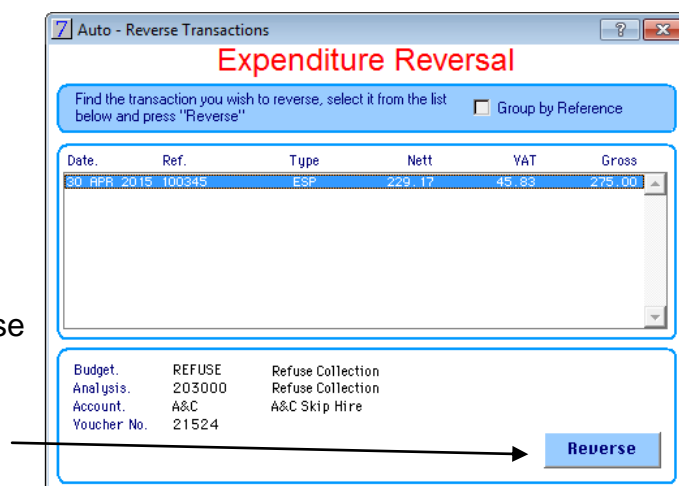 7 Auto - Reverse Transactions ?
Expenditure Reversal
Find the transaction you wish to reverse, select it from the list
below and press "Reverse"
Group by Reference
Date. Ref. Type Nett VAT Gross
30 APR 2015 100345 ESP 229.17 45.83 275.00
se
Budget. REFUSE Refuse Collection
Analysis. 203000 Refuse Collection
Account. A&C A&C Skip Hire
Voucher No. 21524
Reverse